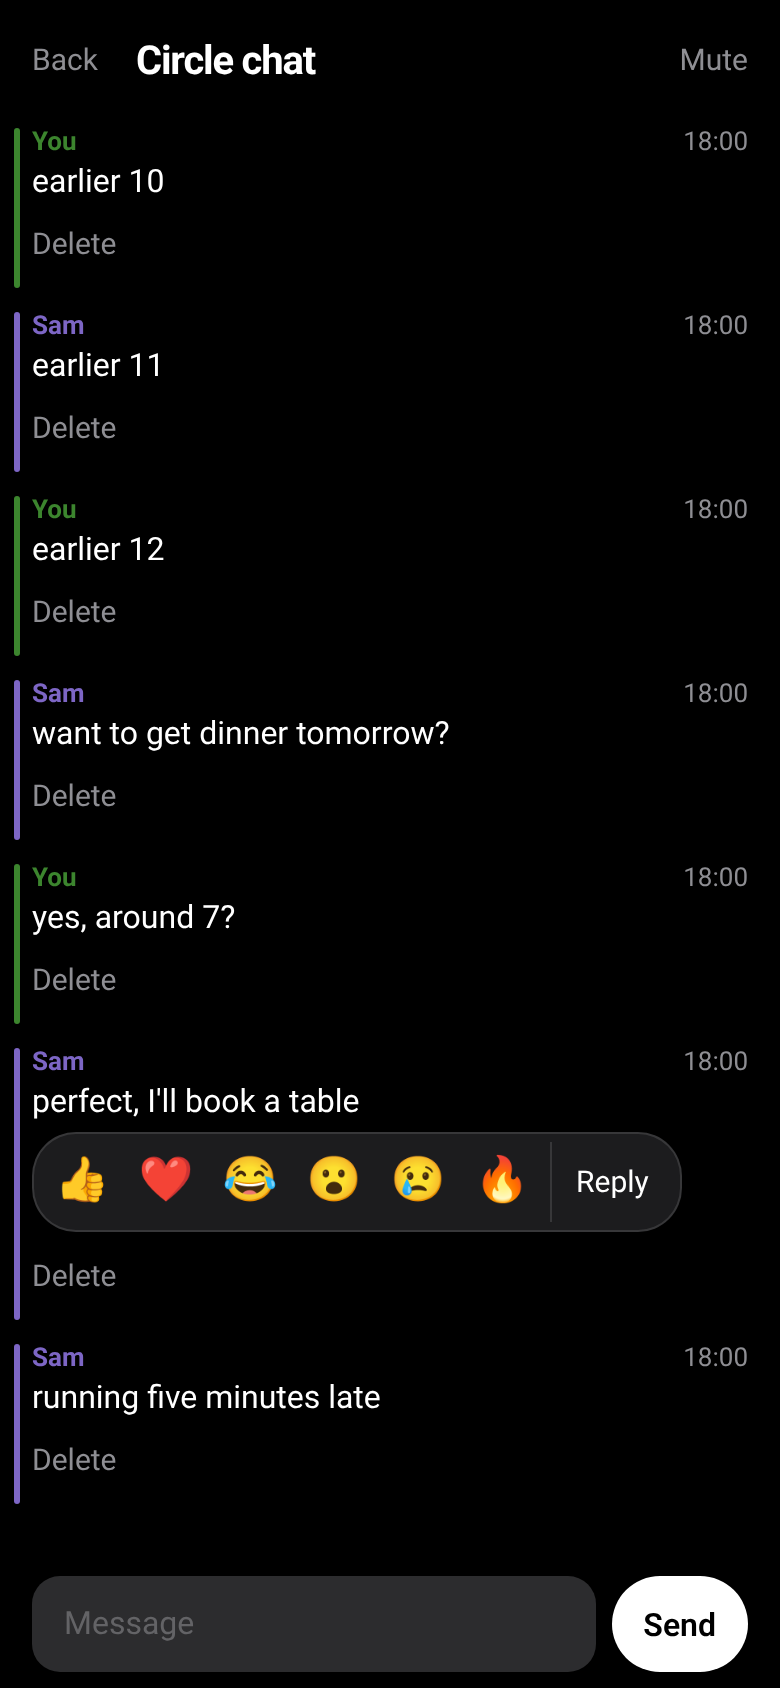 Back Circle chat Mute
You 18:00
earlier 10
Delete
Sam 18:00
earlier 11
Delete
You 18:00
earlier 12
Delete
Sam 18:00
want to get dinner tomorrow?
Delete
You 18:00
yes, around 7?
Delete
Sam 18:00
perfect, I'll book a table
👍 ❤️ 😂 😮 😢 🔥 Reply
Delete
Sam 18:00
running five minutes late
Delete
Message Send